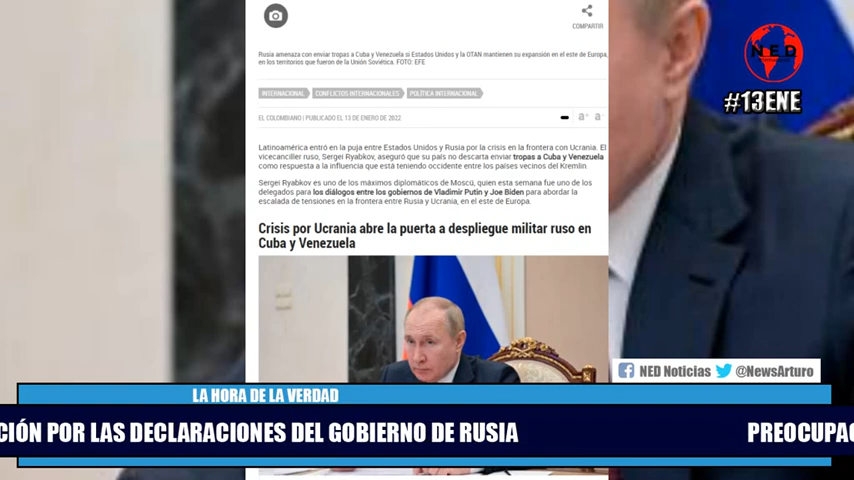 COMPARTIR
Rusia amenaza con enviar tropas a Cuba y Venezuela si Estados Unidos y la OTAN mantienen su expansión en el este de Europa,
en los territorios que fueron de la Unión Soviética. FOTO: EFE
NED
#13ENE
INTERNACIONAL CONFLICTOS INTERNACIONALES POLÍTICA INTERNACIONAL
EL COLOMBIANO | PUBLICADO EL 13 DE ENERO DE 2022
a+ a-
Latinoamérica entró en la puja entre Estados Unidos y Rusia por la crisis en la frontera con Ucrania. El
vicecanciller ruso, Sergei Ryabkov, aseguró que su país no descarta enviar tropas a Cuba y Venezuela
como respuesta a la influencia que está teniendo occidente entre los países vecinos del Kremlin.
Sergei Ryabkov es uno de los máximos diplomáticos de Moscú, quien esta semana fue uno de los
delegados para los diálogos entre los gobiernos de Vladimir Putin y Joe Biden para abordar la
escalada de tensiones en la frontera entre Rusia y Ucrania, en el este de Europa.
Crisis por Ucrania abre la puerta a despliegue militar ruso en
Cuba y Venezuela
NED Noticias @NewsArturo
LA HORA DE LA VERDAD
CIÓN POR LAS DECLARACIONES DEL GOBIERNO DE RUSIA PREOCUPAC